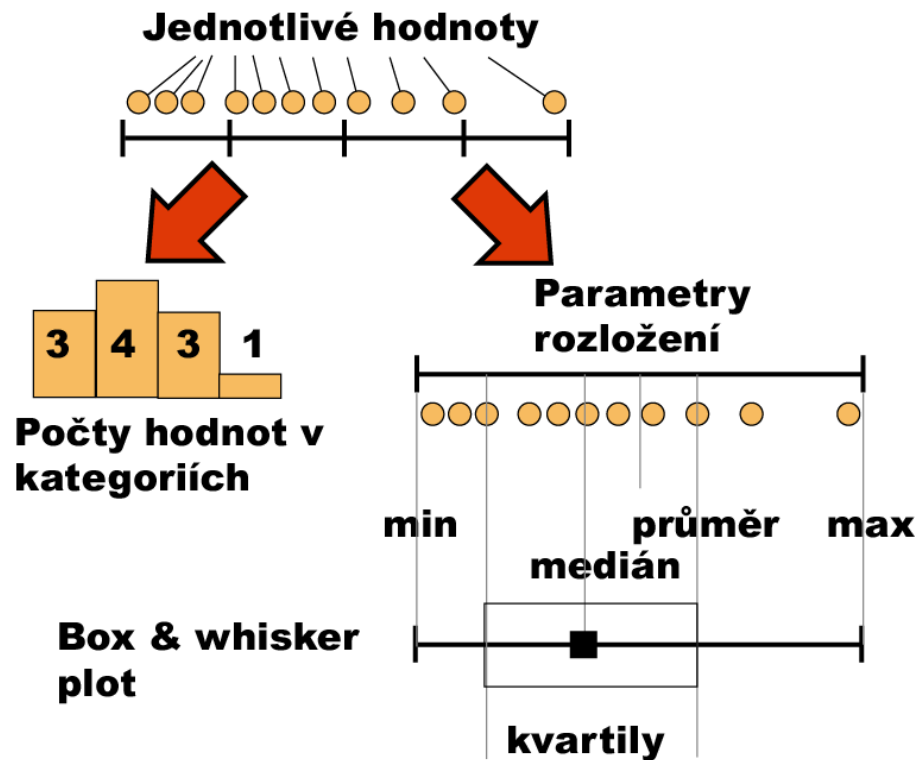 Jednotlivé hodnoty
3 4 3 1
Počty hodnot v
kategoriích
Parametry
rozložení
min průměr max
medián
Box & whisker
plot
kvartily